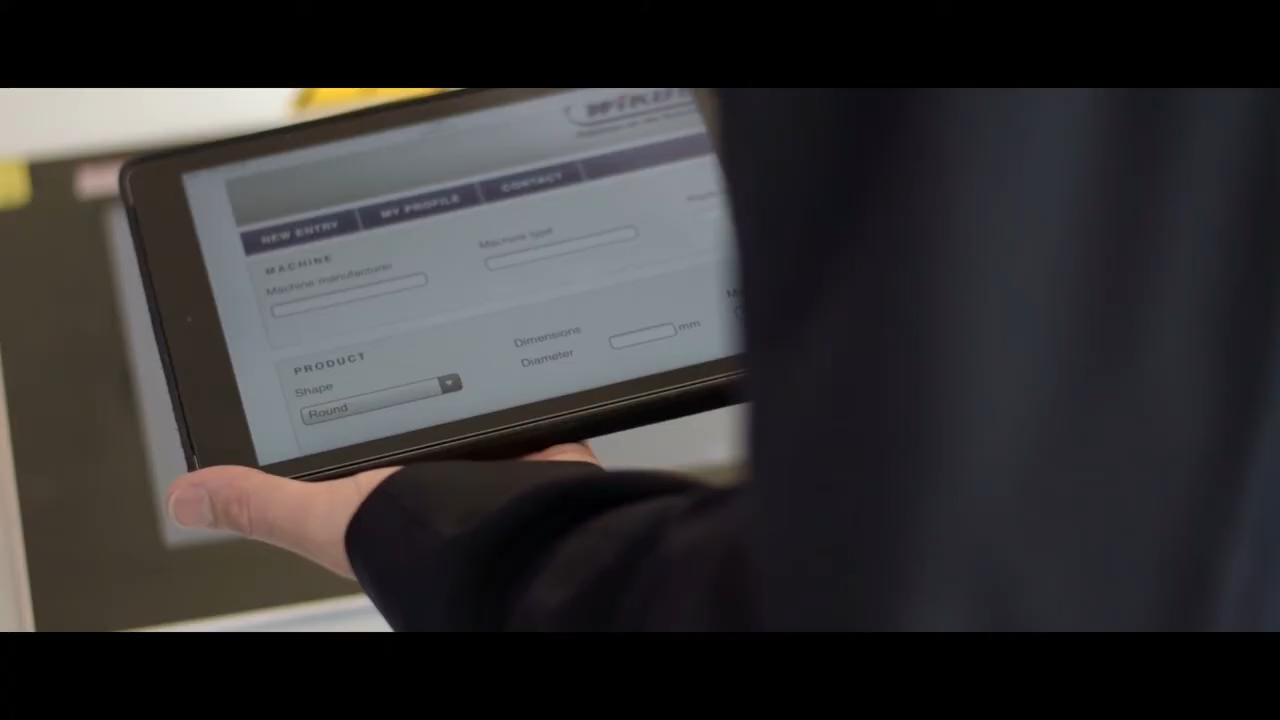 NEW ENTRY MY PROFILE CONTACT
MACHINE
Machine manufacturer Machine type
PRODUCT
Shape Dimensions
Round Diameter mm